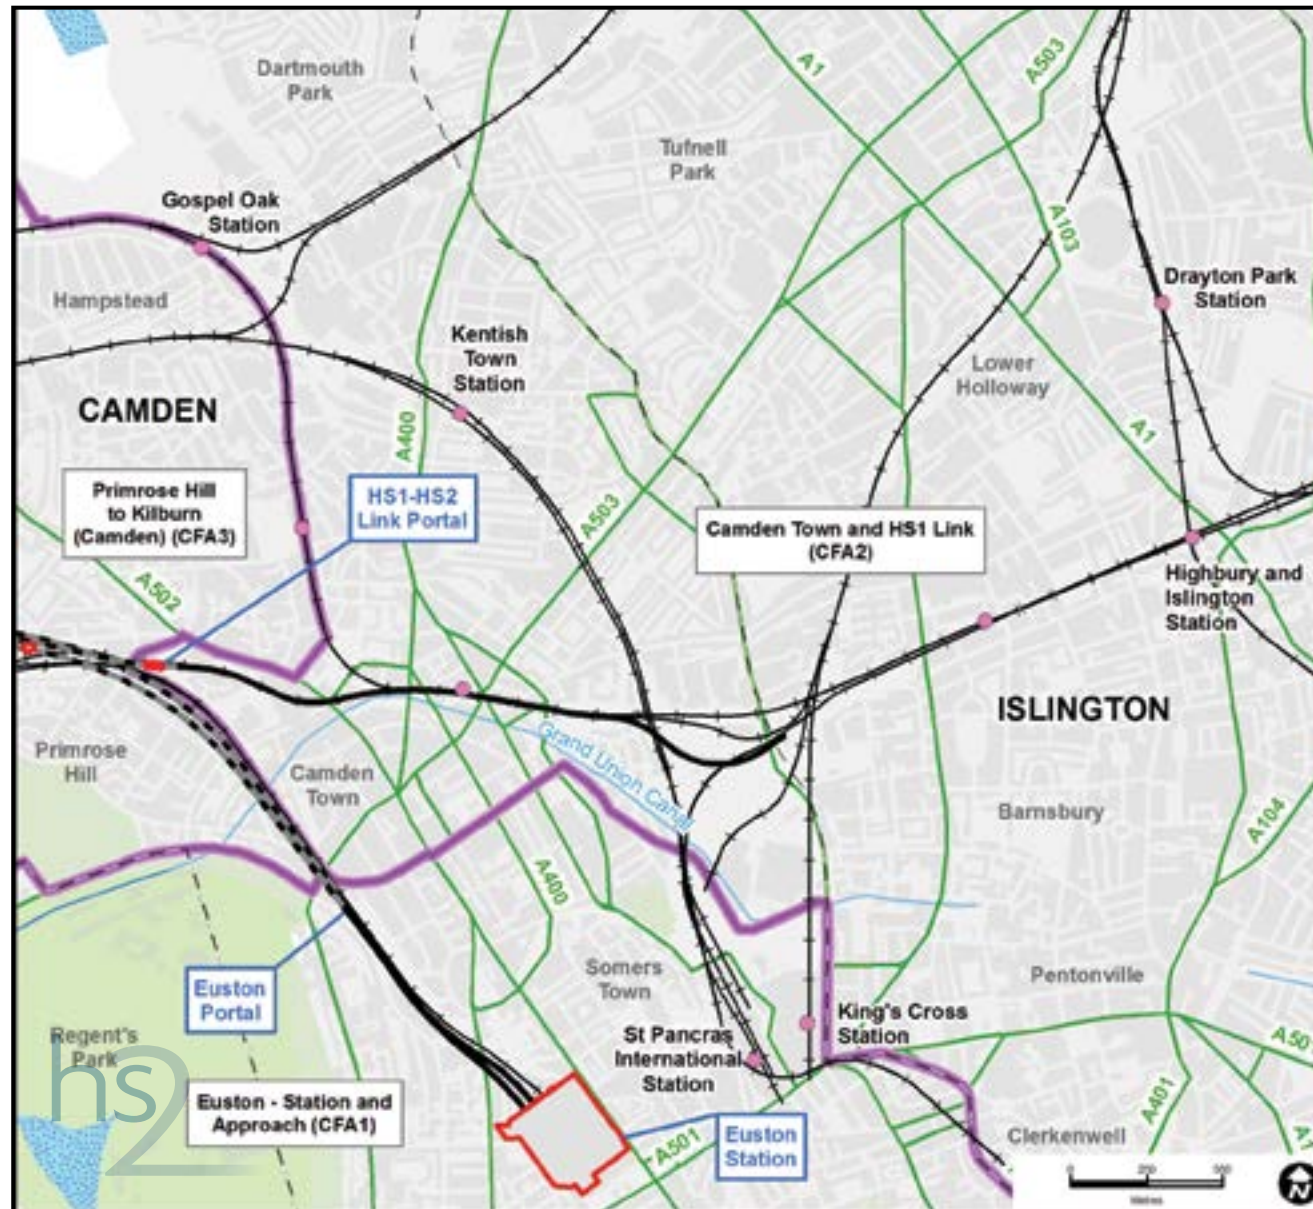 Dartmouth
Park
A1
A503
Tufnell
Park
Gospel Oak
Station
A103
Drayton Park
Station
Hampstead
Kentish
Town
Station
Lower
Holloway
CAMDEN
A400
A1
Primrose Hill
to Kilburn
(Camden) (CFA3)
HS1-HS2
Link Portal
A503
Camden Town and HS1 Link
(CFA2)
A502
Highbury and
Islington
Station
ISLINGTON
Primrose
Hill
Camden
Town
Grand Union Canal
Barnsbury
A104
A400
Euston
Portal
Somers
Town
Pentonville
King's Cross
Station
Regent's
Park
St Pancras
International
Station
A50
hs2
Euston - Station and
Approach (CFA1)
A501
Euston
Station
A401
Clerkenwell
A1
0
Metres
N